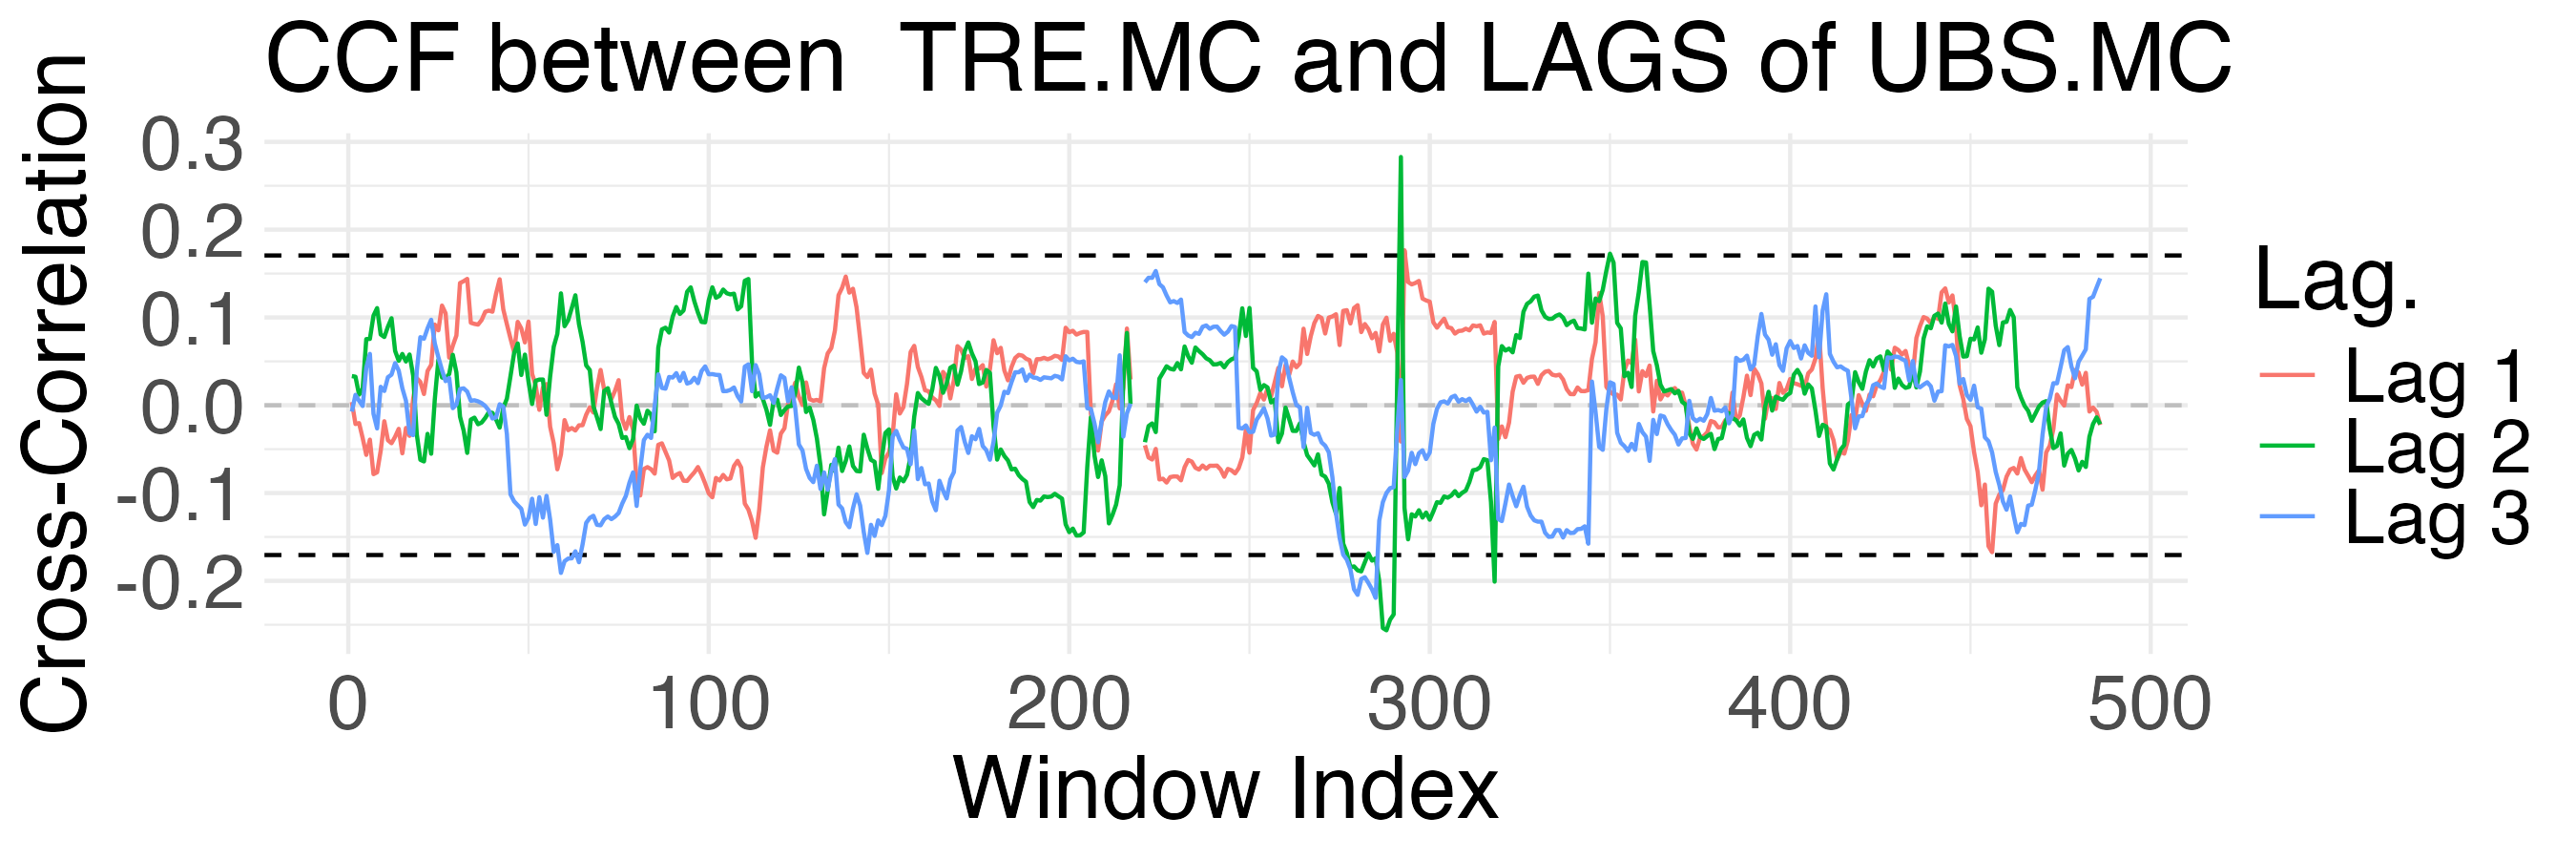 CCF between  TRE.MC and LAGS of UBS.MC
Cross-Correlation
0.3
0.2
0.1
0.0
-0.1
-0.2
0 100 200 300 400 500
Window Index
Lag.
Lag 1
Lag 2
Lag 3